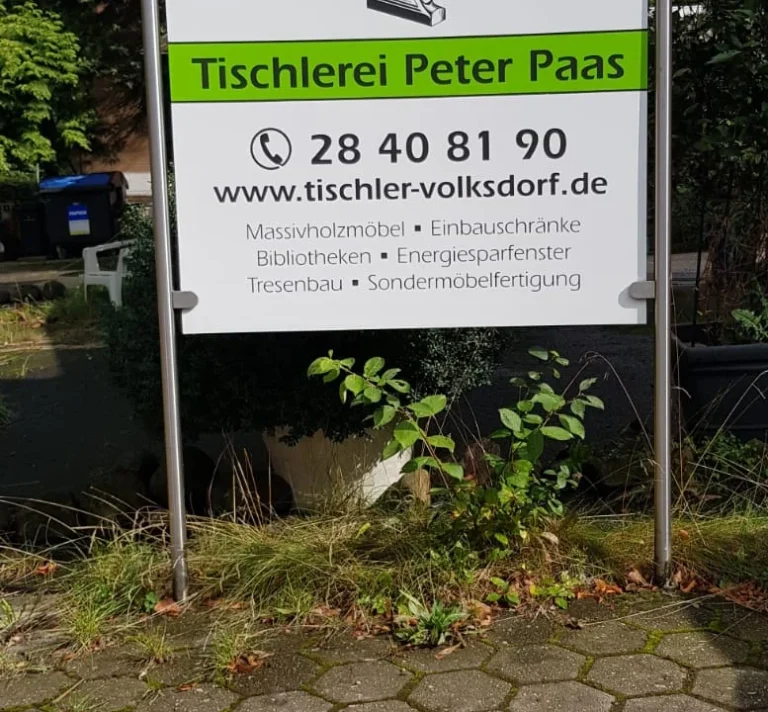 Tischlerei Peter Paas
28 40 81 90
www.tischler-volksdorf.de
Massivholzmöbel ▪ Einbauschränke
Bibliotheken ▪ Energiesparfenster
Tresenbau ▪ Sondermöbelfertigung